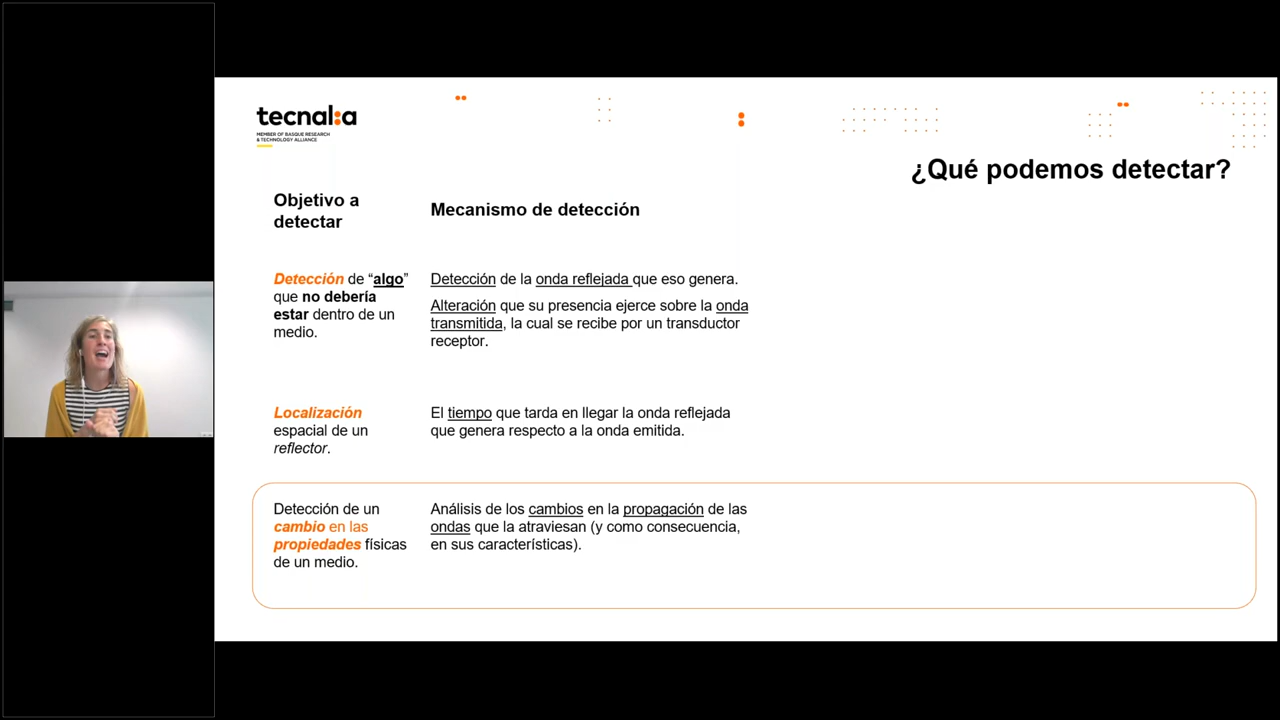 tecnal:a
MEMBER OF BASQUE RESEARCH
& TECHNOLOGY ALLIANCE
¿Qué podemos detectar?
Objetivo a
detectar
Mecanismo de detección
Detección de “algo”
que no debería
estar dentro de un
medio.
Detección de la onda reflejada que eso genera.
Alteración que su presencia ejerce sobre la onda
transmitida, la cual se recibe por un transductor
receptor.
Localización
espacial de un
reflector.
El tiempo que tarda en llegar la onda reflejada
que genera respecto a la onda emitida.
Detección de un
cambio en las
propiedades físicas
de un medio.
Análisis de los cambios en la propagación de las
ondas que la atraviesan (y como consecuencia,
en sus características).